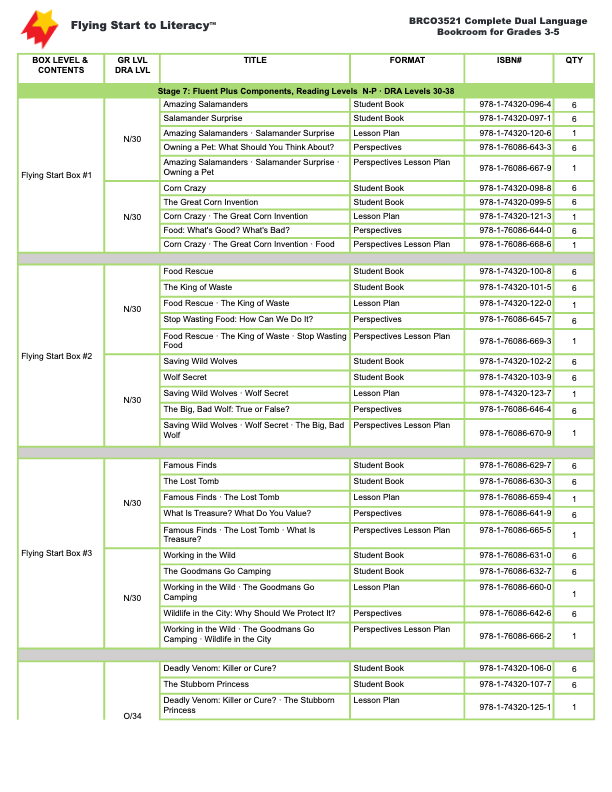 Flying Start to Literacy™
BRCO3521 Complete Dual Language
Bookroom for Grades 3-5
BOX LEVEL & CONTENTS GR LVL DRA LVL TITLE FORMAT ISBN# QTY
Stage 7: Fluent Plus Components, Reading Levels N-P · DRA Levels 30-38
Flying Start Box #1
N/30
Amazing Salamanders Student Book 978-1-74320-096-4 6
Salamander Surprise Student Book 978-1-74320-097-1 6
Amazing Salamanders · Salamander Surprise Lesson Plan 978-1-74320-120-6 1
Owning a Pet: What Should You Think About? Perspectives 978-1-76086-643-3 6
Amazing Salamanders · Salamander Surprise · Perspectives Lesson Plan 978-1-76086-667-9 1
Owning a Pet
N/30
Corn Crazy Student Book 978-1-74320-098-8 6
The Great Corn Invention Student Book 978-1-74320-099-5 6
Corn Crazy · The Great Corn Invention Lesson Plan 978-1-74320-121-3 1
Food: What's Good? What's Bad? Perspectives 978-1-76086-644-0 6
Corn Crazy · The Great Corn Invention · Food Perspectives Lesson Plan 978-1-76086-668-6 1
Flying Start Box #2
N/30
Food Rescue Student Book 978-1-74320-100-8 6
The King of Waste Student Book 978-1-74320-101-5 6
Food Rescue · The King of Waste Lesson Plan 978-1-74320-122-0 1
Stop Wasting Food: How Can We Do It? Perspectives 978-1-76086-645-7 6
Food Rescue · The King of Waste · Stop Wasting Perspectives Lesson Plan 978-1-76086-669-3 1
Food
N/30
Saving Wild Wolves Student Book 978-1-74320-102-2 6
Wolf Secret Student Book 978-1-74320-103-9 6
Saving Wild Wolves · Wolf Secret Lesson Plan 978-1-74320-123-7 1
The Big, Bad Wolf: True or False? Perspectives 978-1-76086-646-4 6
Saving Wild Wolves · Wolf Secret · The Big, Bad Perspectives Lesson Plan 978-1-76086-670-9 1
Wolf
Flying Start Box #3
N/30
Famous Finds Student Book 978-1-76086-629-7 6
The Lost Tomb Student Book 978-1-76086-630-3 6
Famous Finds · The Lost Tomb Lesson Plan 978-1-76086-659-4 1
What Is Treasure? What Do You Value? Perspectives 978-1-76086-641-9 6
Famous Finds · The Lost Tomb · What Is Perspectives Lesson Plan 978-1-76086-665-5 1
Treasure?
N/30
Working in the Wild Student Book 978-1-76086-631-0 6
The Goodmans Go Camping Student Book 978-1-76086-632-7 6
Working in the Wild · The Goodmans Go Lesson Plan 978-1-76086-660-0 1
Camping
Wildlife in the City: Why Should We Protect It? Perspectives 978-1-76086-642-6 6
Working in the Wild · The Goodmans Go Perspectives Lesson Plan 978-1-76086-666-2 1
Camping · Wildlife in the City
Deadly Venom: Killer or Cure? Student Book 978-1-74320-106-0 6
The Stubborn Princess Student Book 978-1-74320-107-7 6
Deadly Venom: Killer or Cure? · The Stubborn Lesson Plan 978-1-74320-125-1 1
Princess
O/34